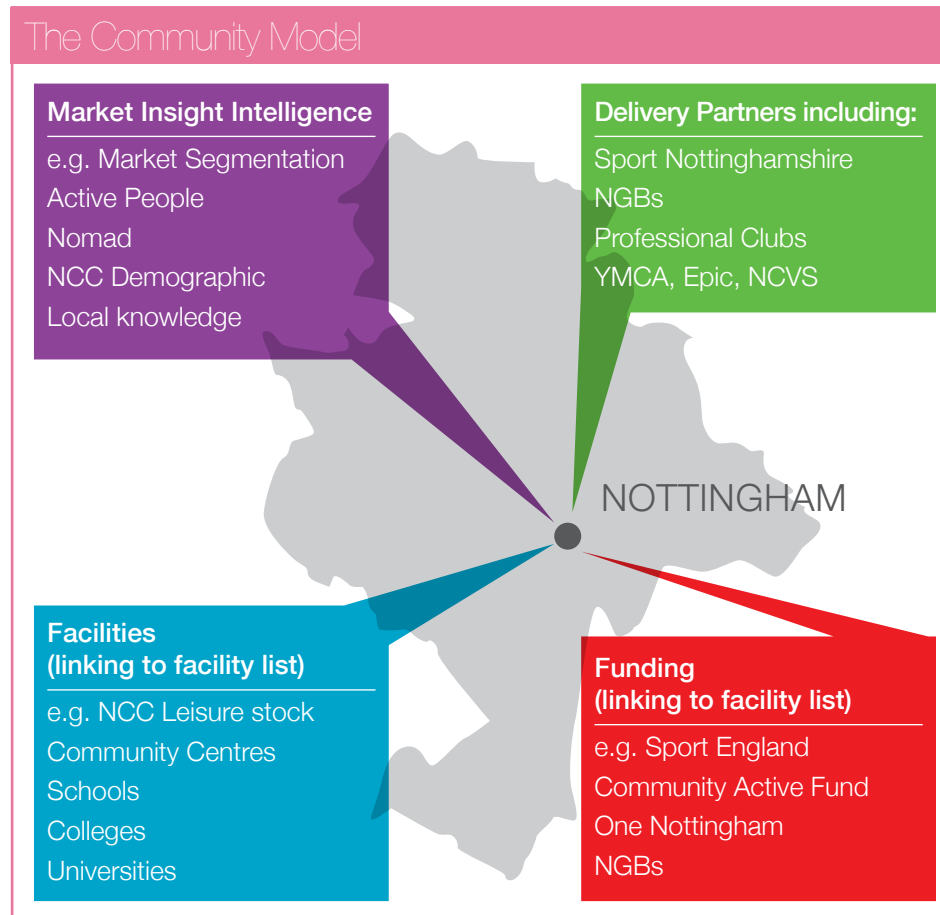 The Community Model
Market Insight Intelligence
e.g. Market Segmentation
Active People
Nomad
NCC Demographic
Local knowledge
Delivery Partners including:
Sport Nottinghamshire
NGBs
Professional Clubs
YMCA, Epic, NCVS
NOTTINGHAM
Facilities
(linking to facility list)
e.g. NCC Leisure stock
Community Centres
Schools
Colleges
Universities
Funding
(linking to facility list)
e.g. Sport England
Community Active Fund
One Nottingham
NGBs